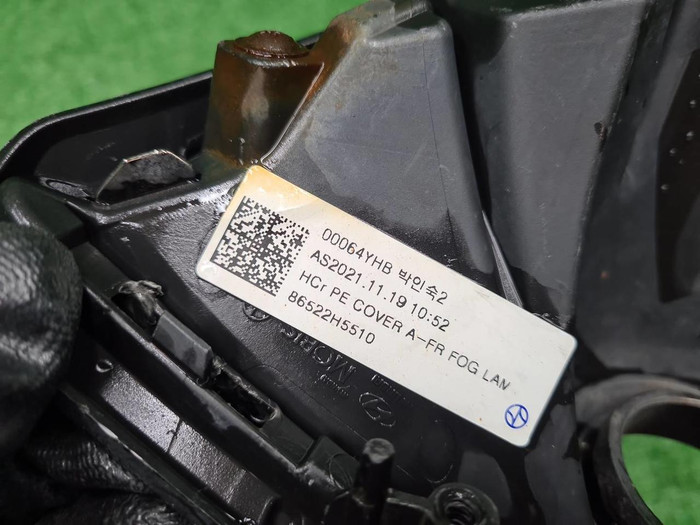 00064YHB 박인숙2
AS2021.11.19 10:52
HCr PE COVER A-FR FOG LAN
86522H5510